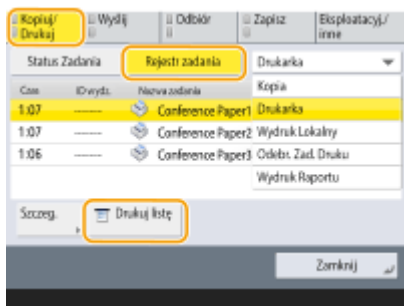 Kopiuj/ Drukuj
Wyślij
Odbiór
Zapisz
Eksploatacyj./ inne
Status Zadania
Rejestr zadania
Drukarka
Czas
ID wydz.
Nazwa zadania
Kopia
1:07 ------- Conference Paper1
Drukarka
1:07 ------- Conference Paper2
Wydruk Lokalny
1:06 ------- Conference Paper3
Odebr. Zad. Druku
Wydruk Raportu
Szczeg.
Drukuj listę
Zamknij